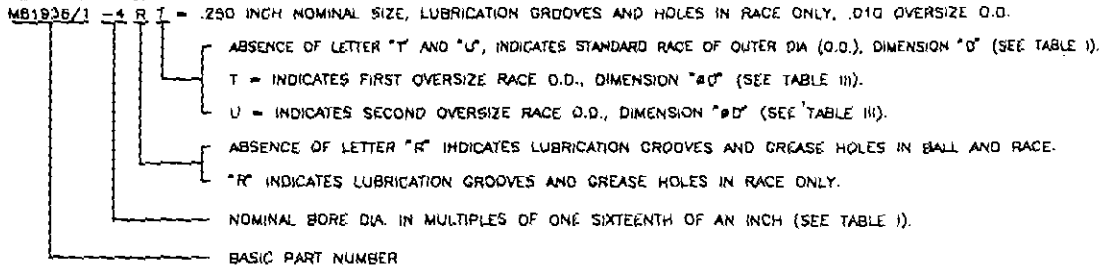 M81936/1 -4 R T = .250 INCH NOMINAL SIZE, LUBRICATION GROOVES AND HOLES IN RACE ONLY, .010 OVERSIZE O.D.
ABSENCE OF LETTER "T" AND "U", INDICATES STANDARD RACE OF OUTER DIA (O.D.), DIMENSION "D" (SEE TABLE I).
T = INDICATES FIRST OVERSIZE RACE O.D., DIMENSION "øD" (SEE TABLE III).
U = INDICATES SECOND OVERSIZE RACE O.D., DIMENSION "øD" (SEE TABLE III).
ABSENCE OF LETTER "R" INDICATES LUBRICATION GROOVES AND GREASE HOLES IN BALL AND RACE.
"R" INDICATES LUBRICATION GROOVES AND GREASE HOLES IN RACE ONLY.
NOMINAL BORE DIA. IN MULTIPLES OF ONE SIXTEENTH OF AN INCH (SEE TABLE I).
BASIC PART NUMBER